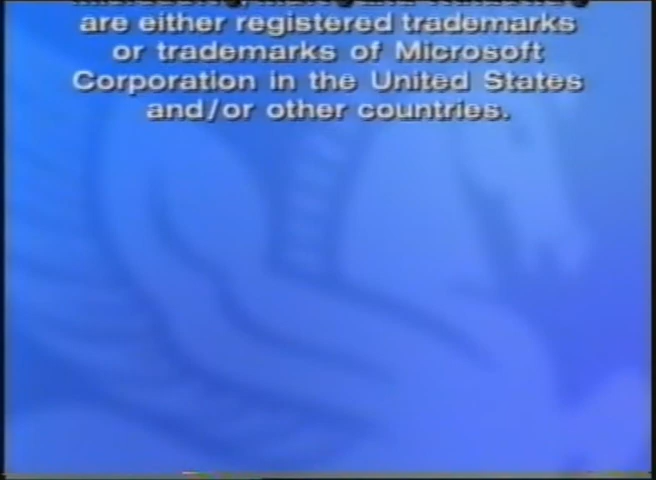 are either registered trademarks
or trademarks of Microsoft
Corporation in the United States
and/or other countries.